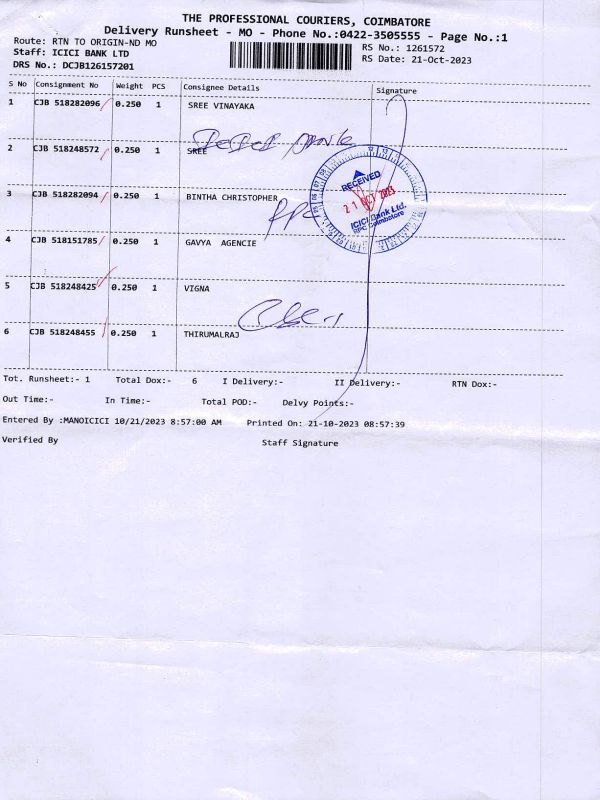 THE PROFESSIONAL COURIERS, COIMBATORE
Delivery Runsheet - MO - Phone No.:0422-3505555 - Page No.:1
Route: RTN TO ORIGIN-ND MO
RS No.: 1261572
Staff: ICICI BANK LTD
RS Date: 21-Oct-2023
DRS No.: DCJB126157201
S No Consignment No Weight PCS Consignee Details Signature
1 CJB 518282096 0.250 1 SREE VINAYAKA
2 CJB 518248572 0.250 1 SREE
3 CJB 518282094 0.250 1 BINTHA CHRISTOPHER
4 CJB 518151785 0.250 1 GAVYA AGENCIE
5 CJB 518248425 0.250 1 VIGNA
6 CJB 518248455 0.250 1 THIRUMALRAJ
RECEIVED
21 OCT 2023
ICICI Bank Ltd.
RPC Coimbatore
Tot. Runsheet:- 1 Total Dox:- 6 I Delivery:- II Delivery:- RTN Dox:-
Out Time:- In Time:- Total POD:- Delvy Points:-
Entered By :MANOICICI 10/21/2023 8:57:00 AM Printed On: 21-10-2023 08:57:39
Verified By Staff Signature